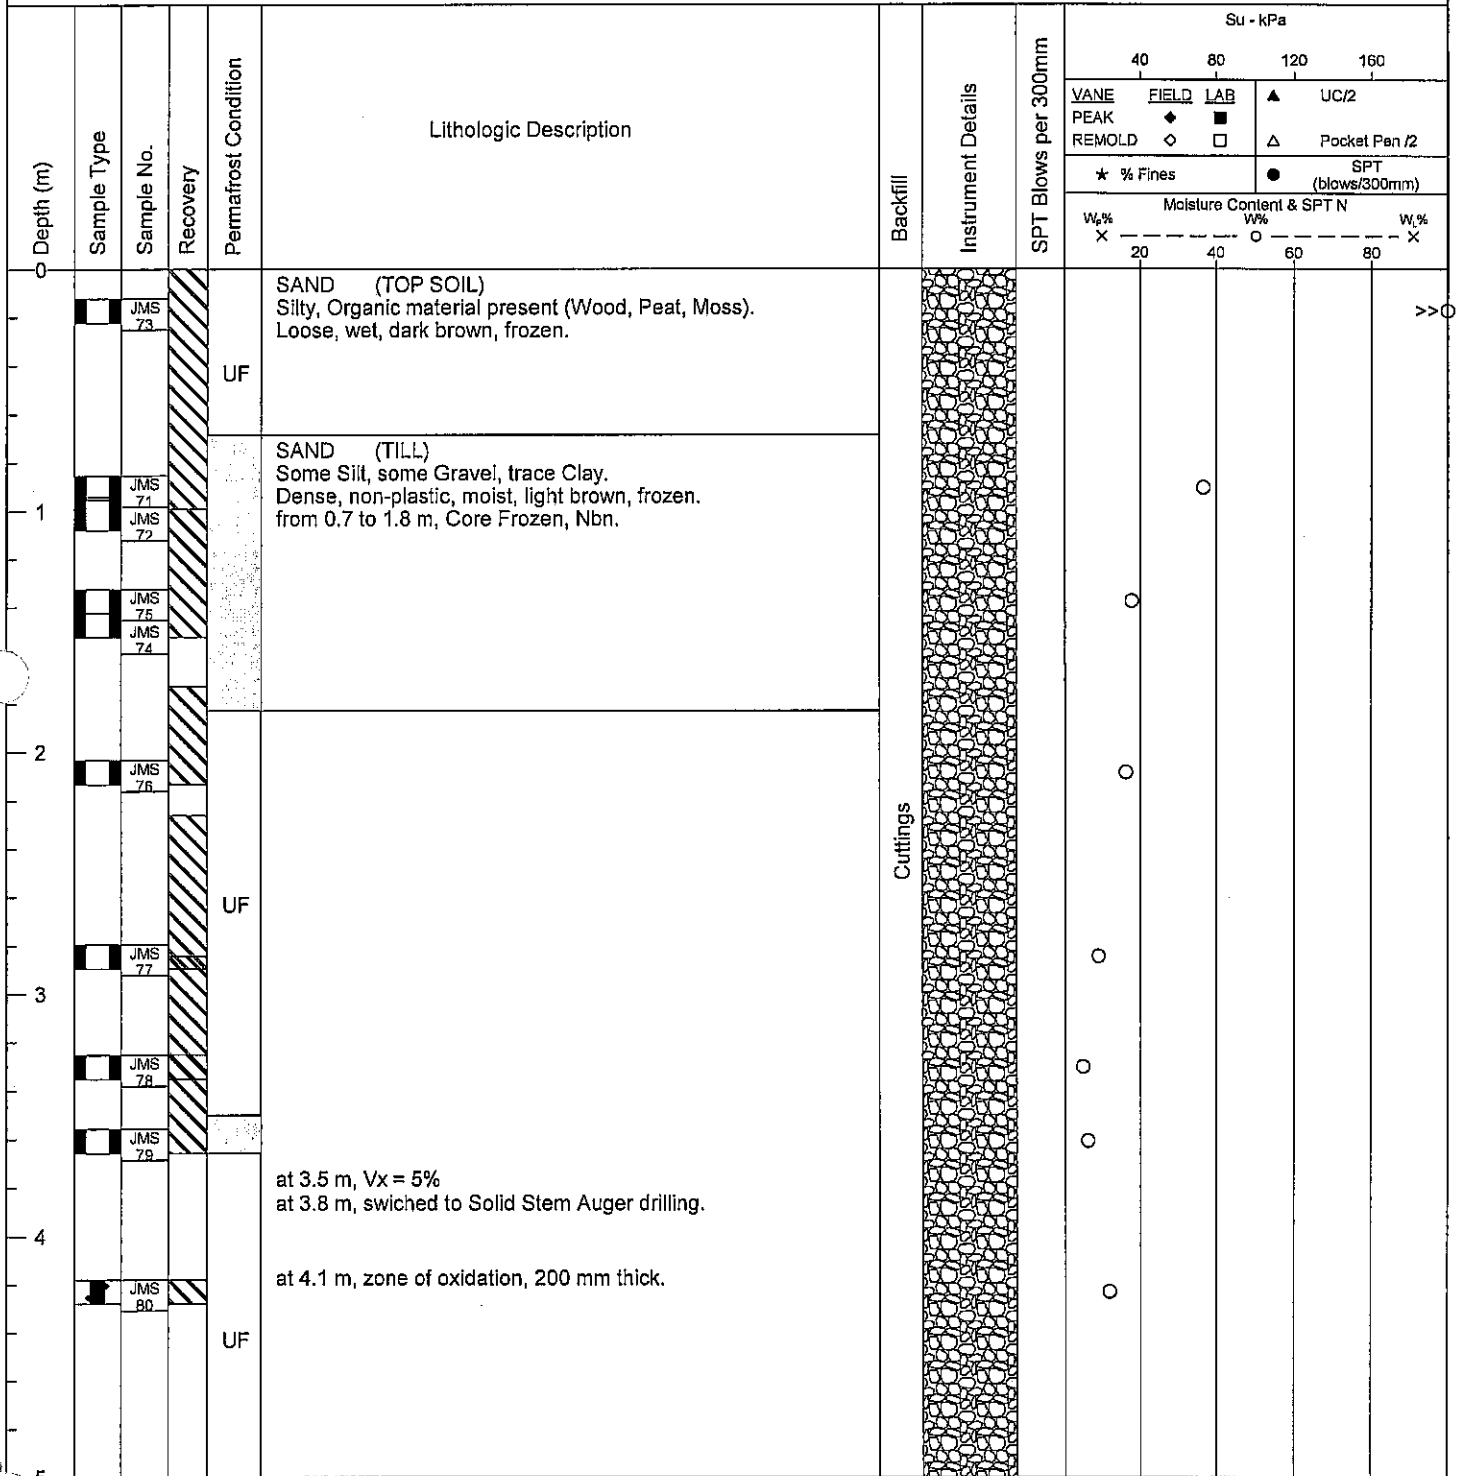 Su - kPa
40 80 120 160
VANE FIELD LAB ▲ UC/2
PEAK ◆ ■
REMOLD ◇ □ △ Pocket Pen /2
★ % Fines ● SPT
(blows/300mm)
Moisture Content & SPT N
Wₚ% W% W_L%
20 40 60 80
Depth (m)
Sample Type
Sample No.
Recovery
Permafrost Condition
Lithologic Description
Backfill
Instrument Details
SPT Blows per 300mm
0
SAND (TOP SOIL)
Silty, Organic material present (Wood, Peat, Moss).
Loose, wet, dark brown, frozen.
JMS
73
>>
UF
SAND (TILL)
Some Silt, some Gravel, trace Clay.
Dense, non-plastic, moist, light brown, frozen.
from 0.7 to 1.8 m, Core Frozen, Nbn.
JMS
71
1
JMS
72
JMS
75
JMS
74
2
JMS
76
Cuttings
UF
JMS
77
3
JMS
78
JMS
79
at 3.5 m, Vx = 5%
at 3.8 m, swiched to Solid Stem Auger drilling.
4
at 4.1 m, zone of oxidation, 200 mm thick.
JMS
80
UF